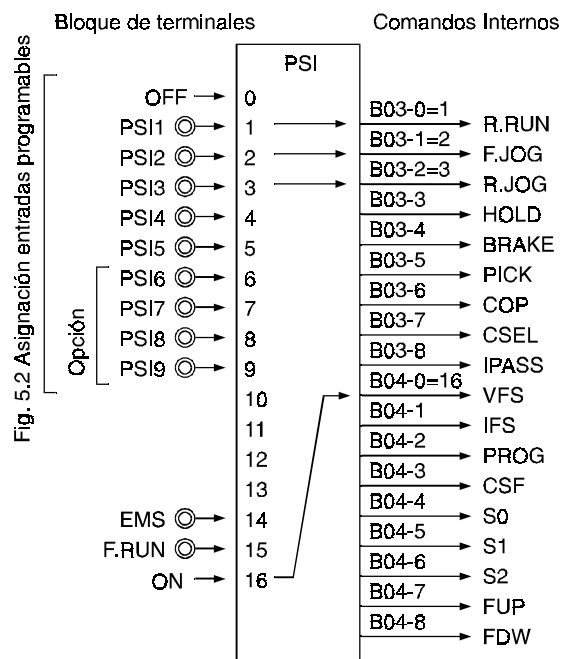 Bloque de terminales
Comandos Internos
Fig. 5.2 Asignación entradas programables
Opción
PSI
OFF 0
PSI1 1
PSI2 2
PSI3 3
PSI4 4
PSI5 5
PSI6 6
PSI7 7
PSI8 8
PSI9 9
10
11
12
13
EMS 14
F.RUN 15
ON 16
B03-0=1 R.RUN
B03-1=2 F.JOG
B03-2=3 R.JOG
B03-3 HOLD
B03-4 BRAKE
B03-5 PICK
B03-6 COP
B03-7 CSEL
B03-8 IPASS
B04-0=16 VFS
B04-1 IFS
B04-2 PROG
B04-3 CSF
B04-4 S0
B04-5 S1
B04-6 S2
B04-7 FUP
B04-8 FDW